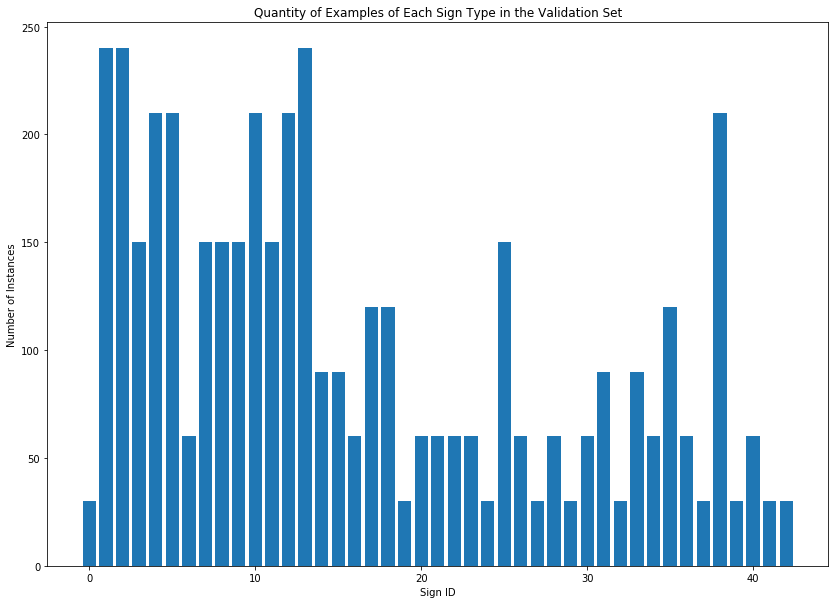 Quantity of Examples of Each Sign Type in the Validation Set
250
200
150
100
50
0
Number of Instances
0 10 20 30 40
Sign ID